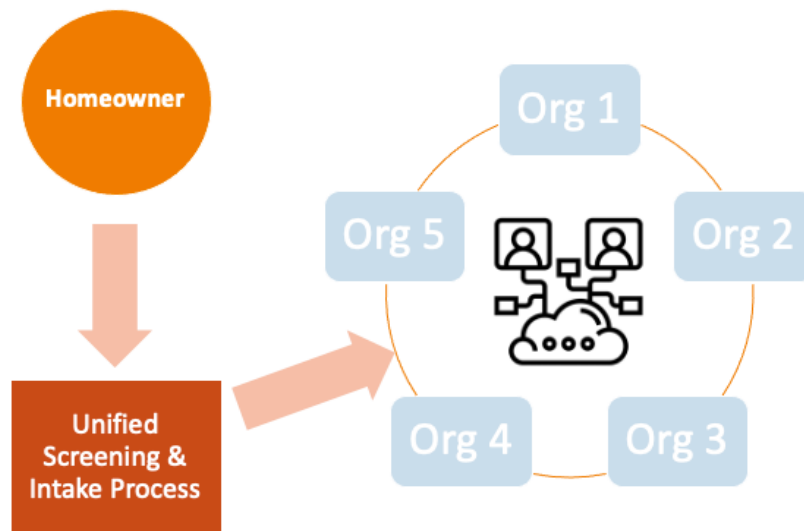 Homeowner
Org 1
Org 5
Org 2
Unified
Screening &
Intake Process
Org 4
Org 3